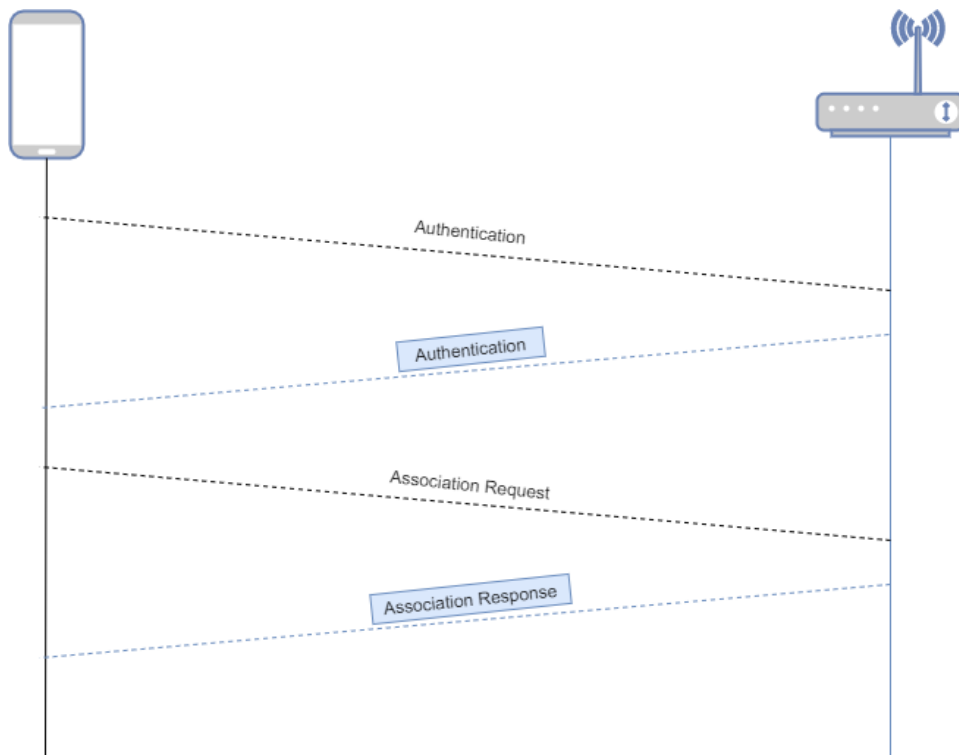 Authentication
Authentication
Association Request
Association Response